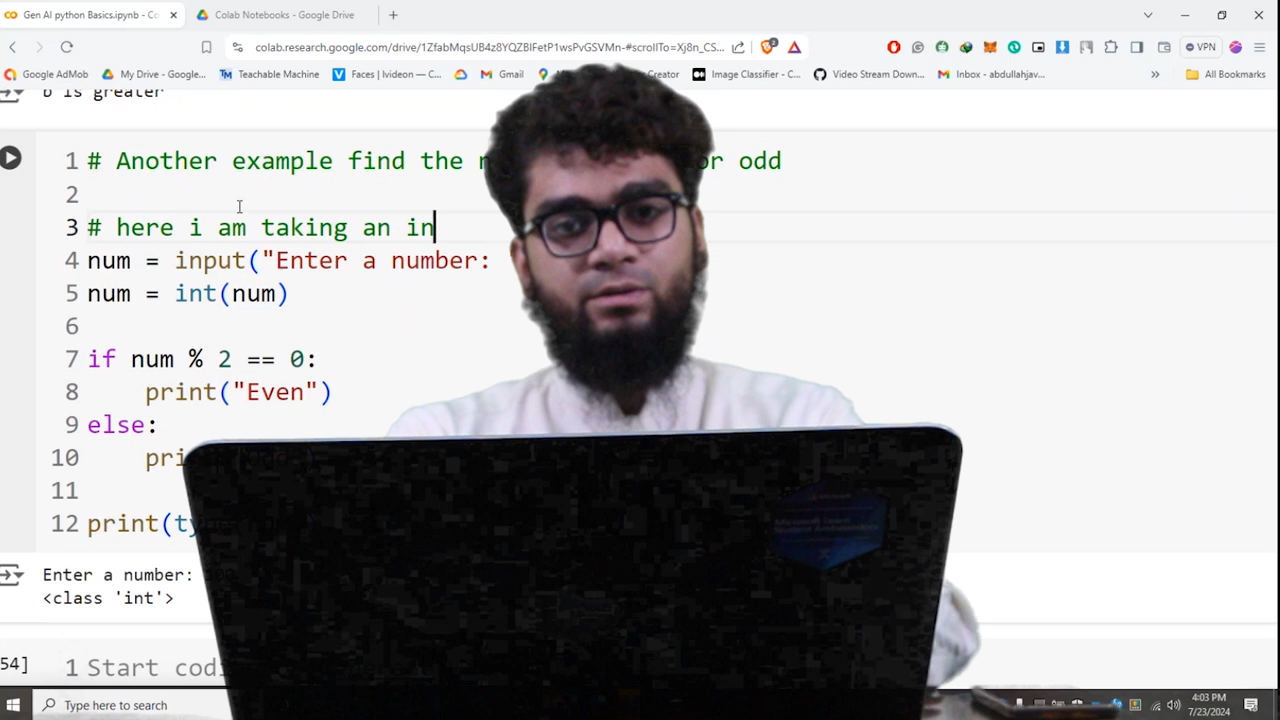 Gen AI python Basics.ipynb - Co
Colab Notebooks - Google Drive
colab.research.google.com/drive/1ZfabMqsUB4z8YQZBIFetP1wsPvGSVMn-#scrollTo=Xj8n_CS...
VPN
Google AdMob
My Drive - Google...
Teachable Machine
Faces | Ivideon — C...
Gmail
Creator
Image Classifier - C...
Video Stream Down...
Inbox - abdullahjav...
All Bookmarks
b is greater
1 # Another example find the or odd
2
3 # here i am taking an in
4 num = input("Enter a number:
5 num = int(num)
6
7 if num % 2 == 0:
8 print("Even")
9 else:
10 pri
11
12 print(ty
Enter a number:
<class 'int'>
54] 1 Start codi
Type here to search
4:03 PM
7/23/2024